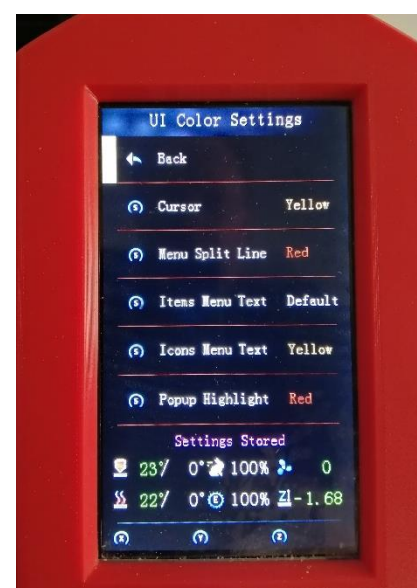 UI Color Settings
Back
Cursor Yellow
Menu Split Line Red
Items Menu Text Default
Icons Menu Text Yellow
Popup Highlight Red
Settings Stored
23°/ 0° 100% 0
22°/ 0° E 100% Z -1.68
X Y Z